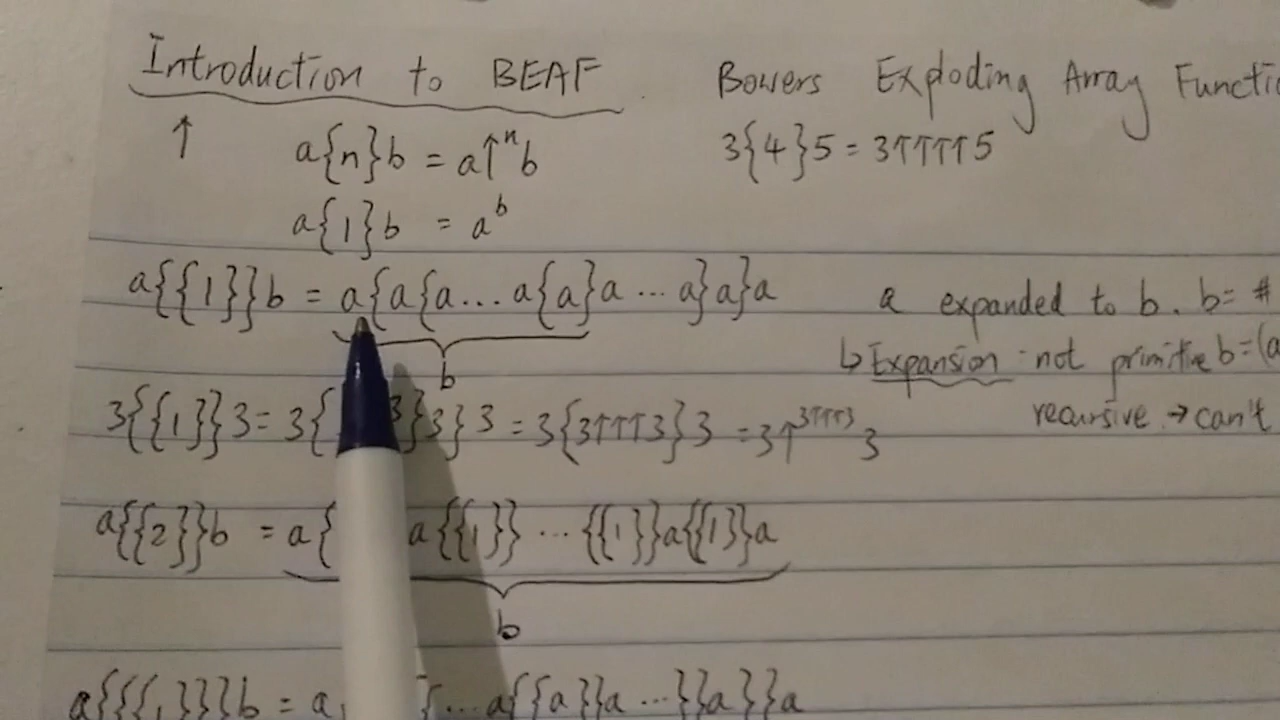 Introduction to BEAF Bowers Exploding Array
↑ a{n}b = a↑ⁿb 3{4}5 = 3↑↑↑↑5
a{1}b = aᵇ
a{{1}}b = a{a{a...a{a}a...a}a}a a expanded to b. b= #
b
↳Expansion : not primitive b=(a
recursive → can't
3{{1}}3= 3{ 3}3}3 = 3{3↑↑↑3}3 =3↑³↑↑↑³3
a{{2}}b = a{ a{{1}}...{{1}}a{{1}}a
b
a{{{1}}}b = a {...a{{a}}a...}}a}}a